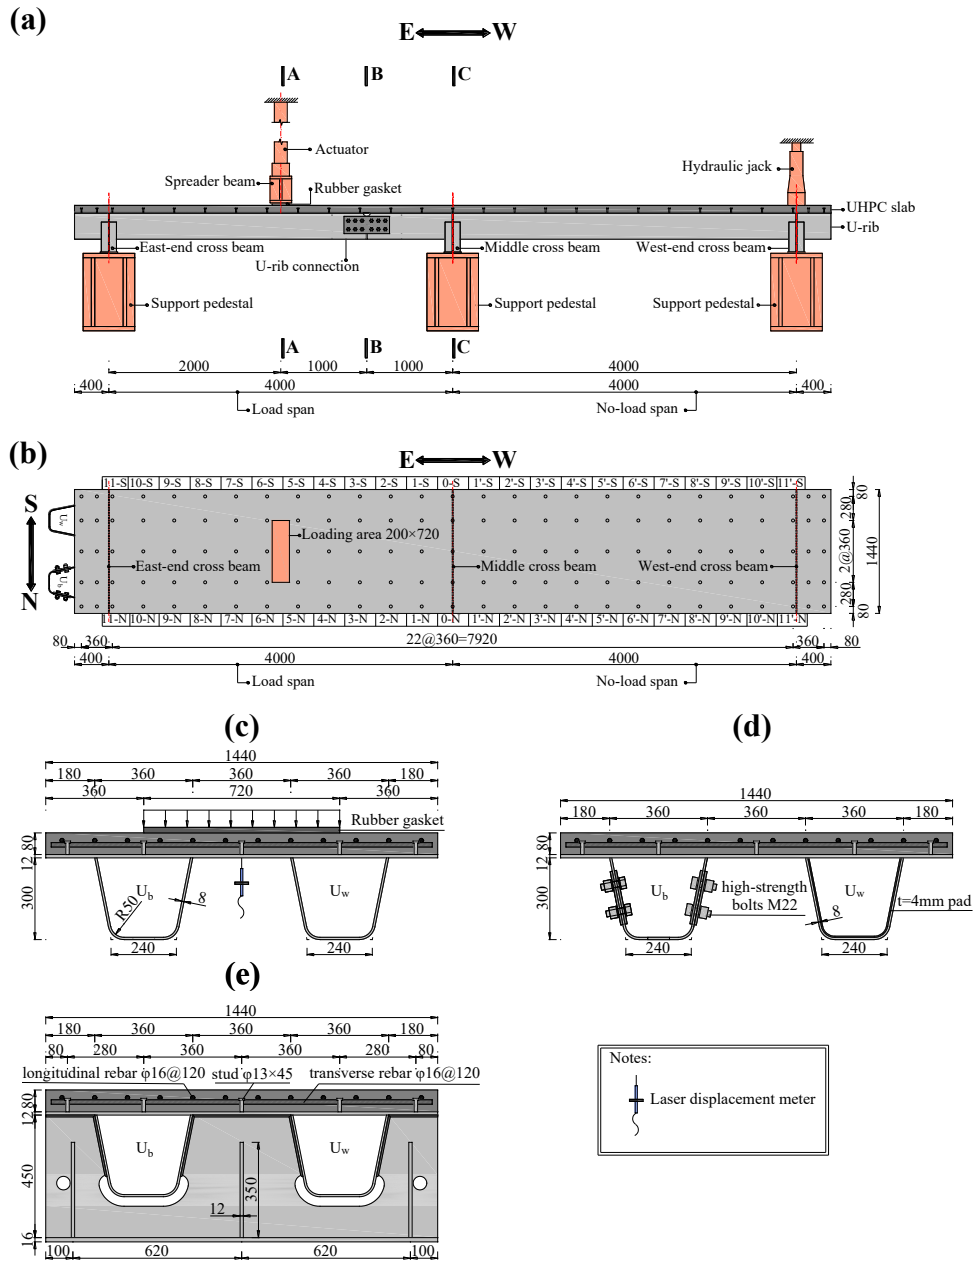 (a)
E W
A B C
Actuator
Hydraulic jack
Spreader beam
Rubber gasket
UHPC slab
U-rib
East-end cross beam
Middle cross beam
West-end cross beam
U-rib connection
Support pedestal
Support pedestal
Support pedestal
A B C
2000 1000 1000 4000
400 4000 4000 400
Load span
No-load span
(b)
E W
11-S 10-S 9-S 8-S 7-S 6-S 5-S 4-S 3-S 2-S 1-S 0-S 1'-S 2'-S 3'-S 4'-S 5'-S 6'-S 7'-S 8'-S 9'-S 10'-S 11'-S
S
N
Uw
Ub
Loading area 200×720
East-end cross beam
Middle cross beam
West-end cross beam
80
280
2@360
280
80
1440
11-N 10-N 9-N 8-N 7-N 6-N 5-N 4-N 3-N 2-N 1-N 0-N 1'-N 2'-N 3'-N 4'-N 5'-N 6'-N 7'-N 8'-N 9'-N 10'-N 11'-N
80 360 22@360=7920 360 80
400 4000 4000 400
Load span
No-load span
(c)
1440
180 360 360 360 180
360 720 360
Rubber gasket
80
12
300
Ub
Uw
R50
8
240 240
(d)
1440
180 360 360 360 180
80
12
300
Ub
Uw
high-strength
bolts M22
8
t=4mm pad
240 240
(e)
1440
180 360 360 360 180
80 280 360 360 280 80
longitudinal rebar φ16@120
stud φ13×45
transverse rebar φ16@120
80
12
450
16
Ub
Uw
350
12
100 620 620 100
Notes:
Laser displacement meter